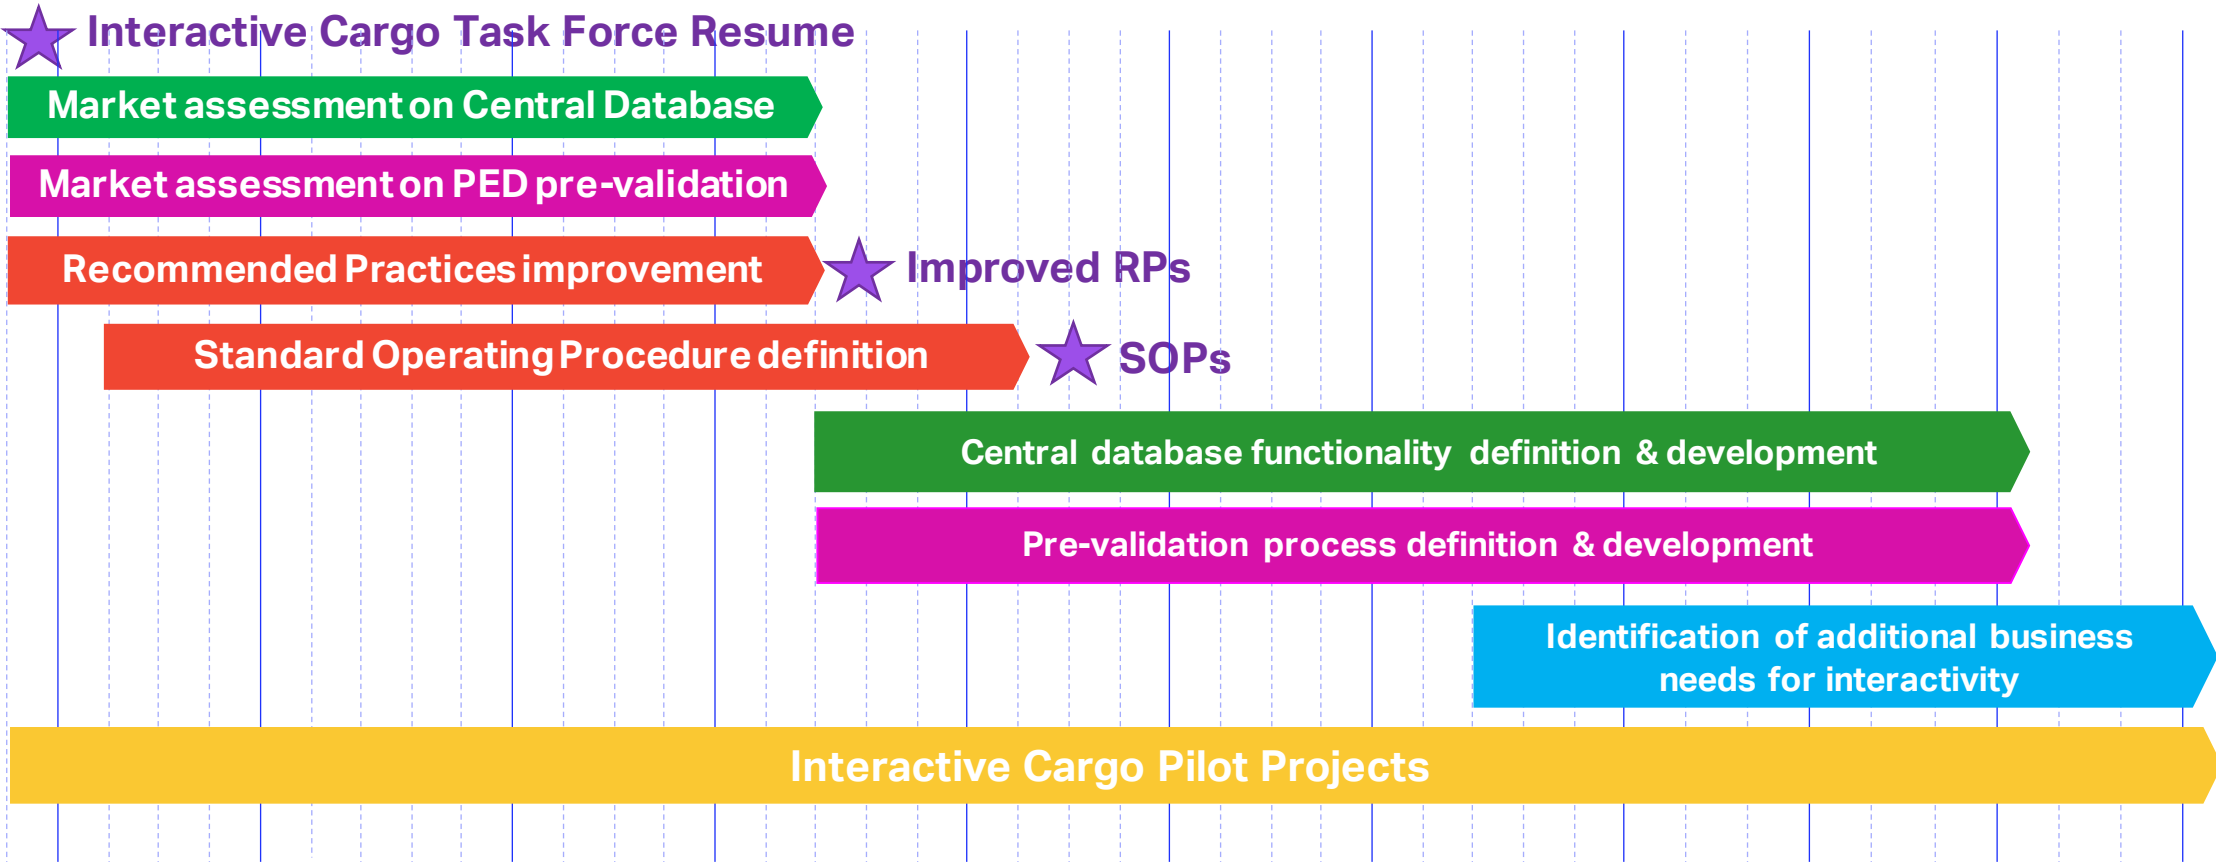 Interactive Cargo Task Force Resume
Market assessment on Central Database
Market assessment on PED pre-validation
Recommended Practices improvement
Improved RPs
Standard Operating Procedure definition
SOPs
Central database functionality definition & development
Pre-validation process definition & development
Identification of additional business
needs for interactivity
Interactive Cargo Pilot Projects